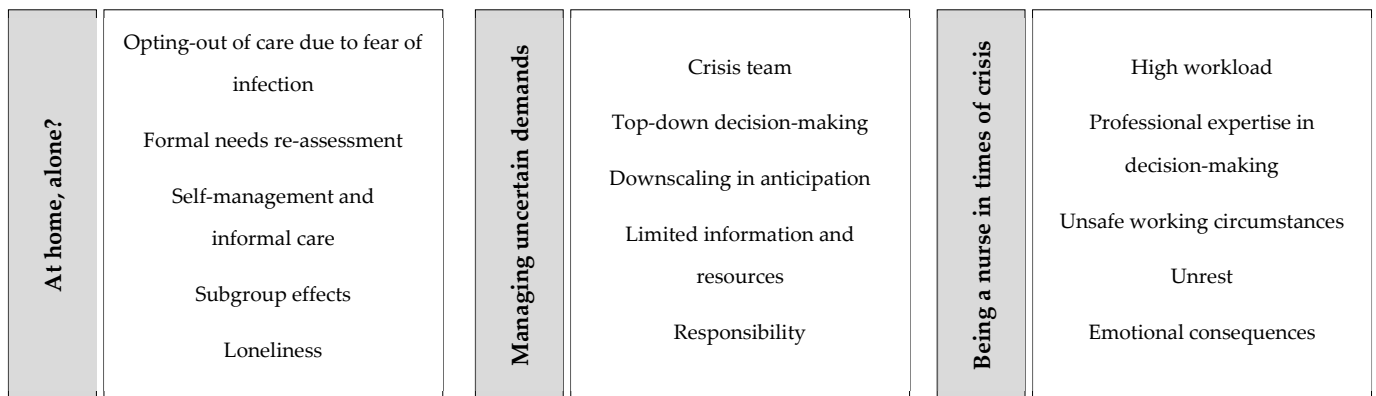 At home, alone?
Opting-out of care due to fear of
infection
Formal needs re-assessment
Self-management and
informal care
Subgroup effects
Loneliness
Managing uncertain demands
Crisis team
Top-down decision-making
Downscaling in anticipation
Limited information and
resources
Responsibility
Being a nurse in times of crisis
High workload
Professional expertise in
decision-making
Unsafe working circumstances
Unrest
Emotional consequences